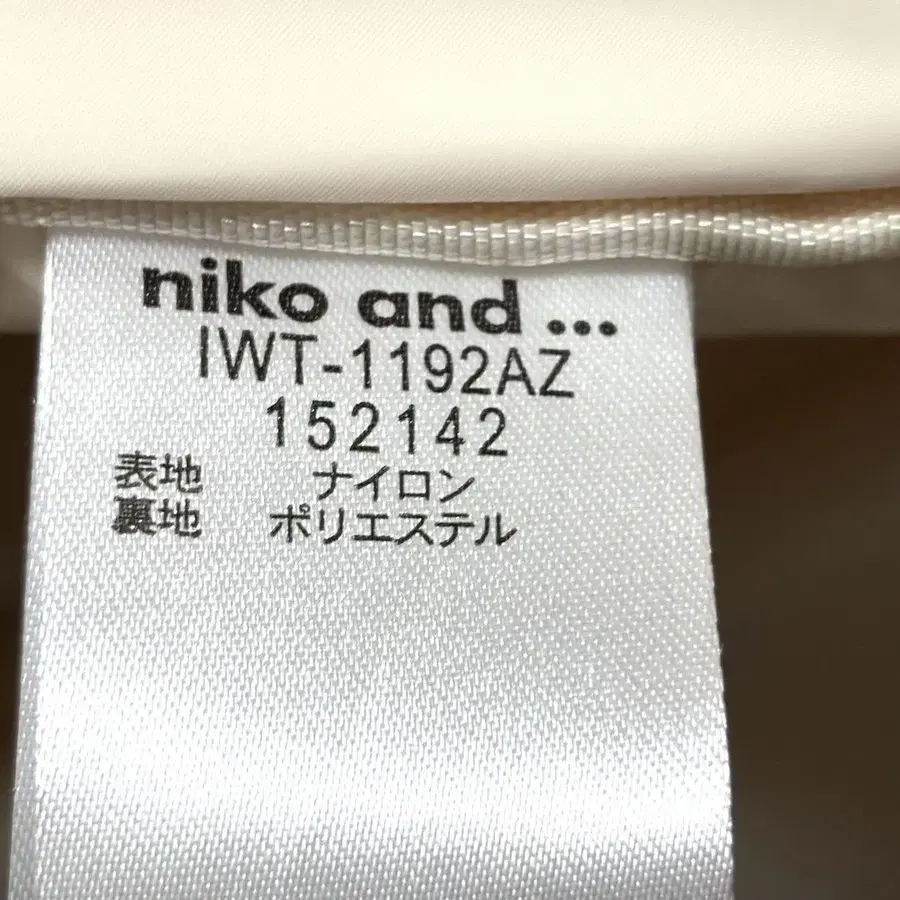 niko and ...
IWT-1192AZ
152142
表地 ナイロン
裏地 ポリエステル